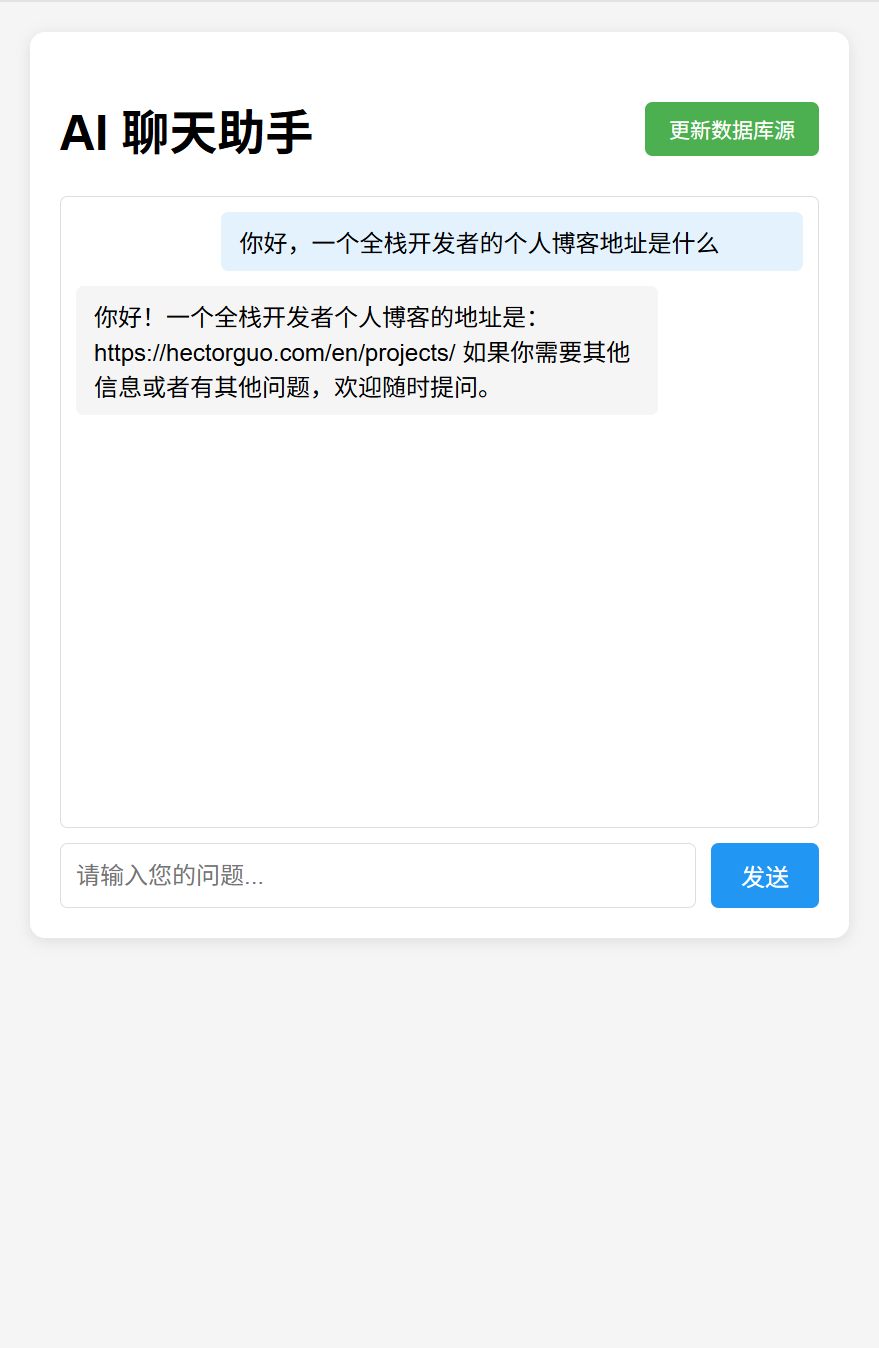 AI 聊天助手
更新数据库源
你好，一个全栈开发者的个人博客地址是什么
你好！一个全栈开发者个人博客的地址是：
https://hectorguo.com/en/projects/ 如果你需要其他
信息或者有其他问题，欢迎随时提问。
请输入您的问题...
发送